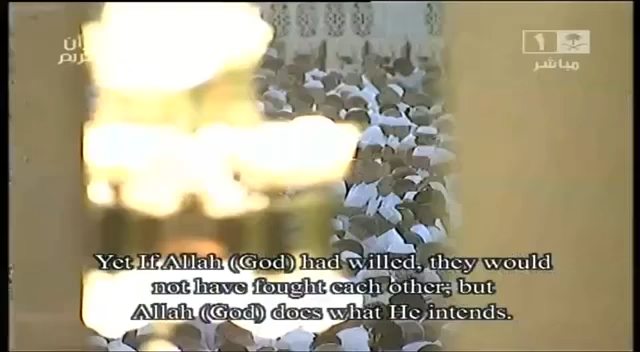 ١
مباشر
Yet If Allah (God) had willed, they would
not have fought each other; but
Allah (God) does what He intends.